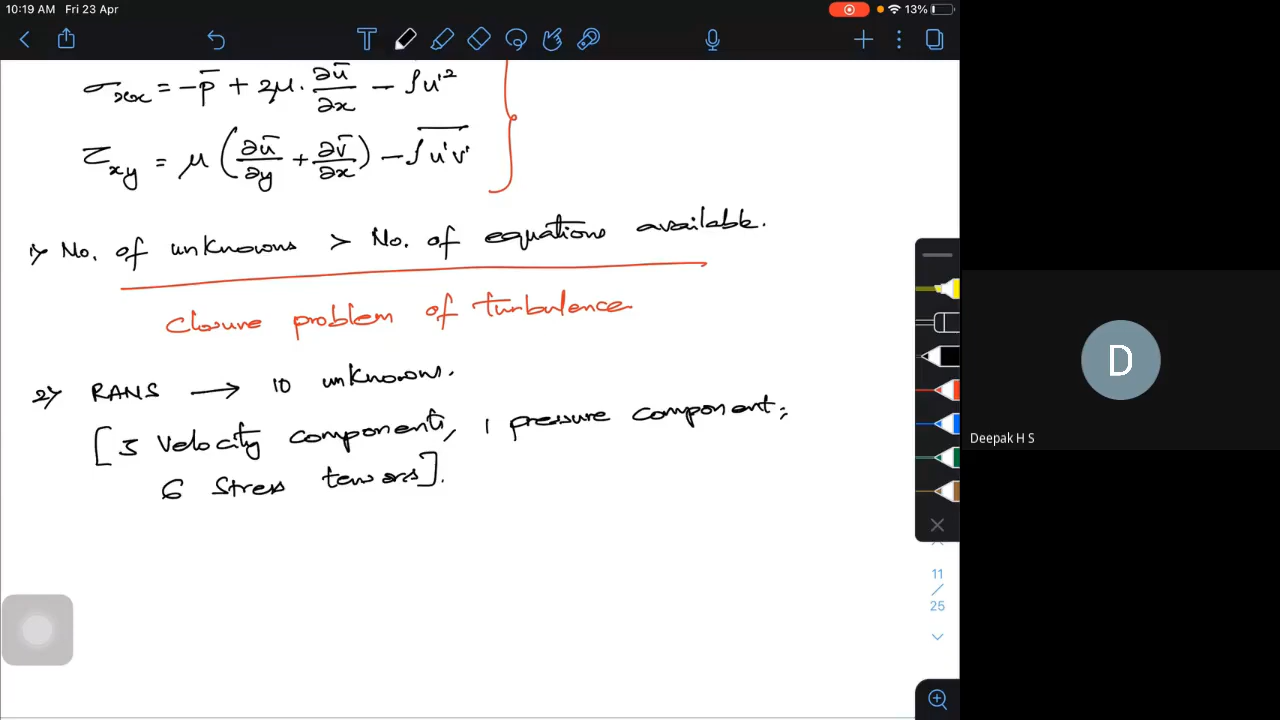 10:19 AM Fri 23 Apr
13%
σxx = -p̅ + 2μ · ∂u̅/∂x - ρu'²
τxy = μ (∂u̅/∂y + ∂v̅/∂x) - ρu'v'
1) No. of unknowns > No. of equations available.
closure problem of turbulence
2) RANS → 10 unknowns.
[3 velocity components, 1 pressure component;
6 stress tensors].
11
/
25
D
Deepak H S